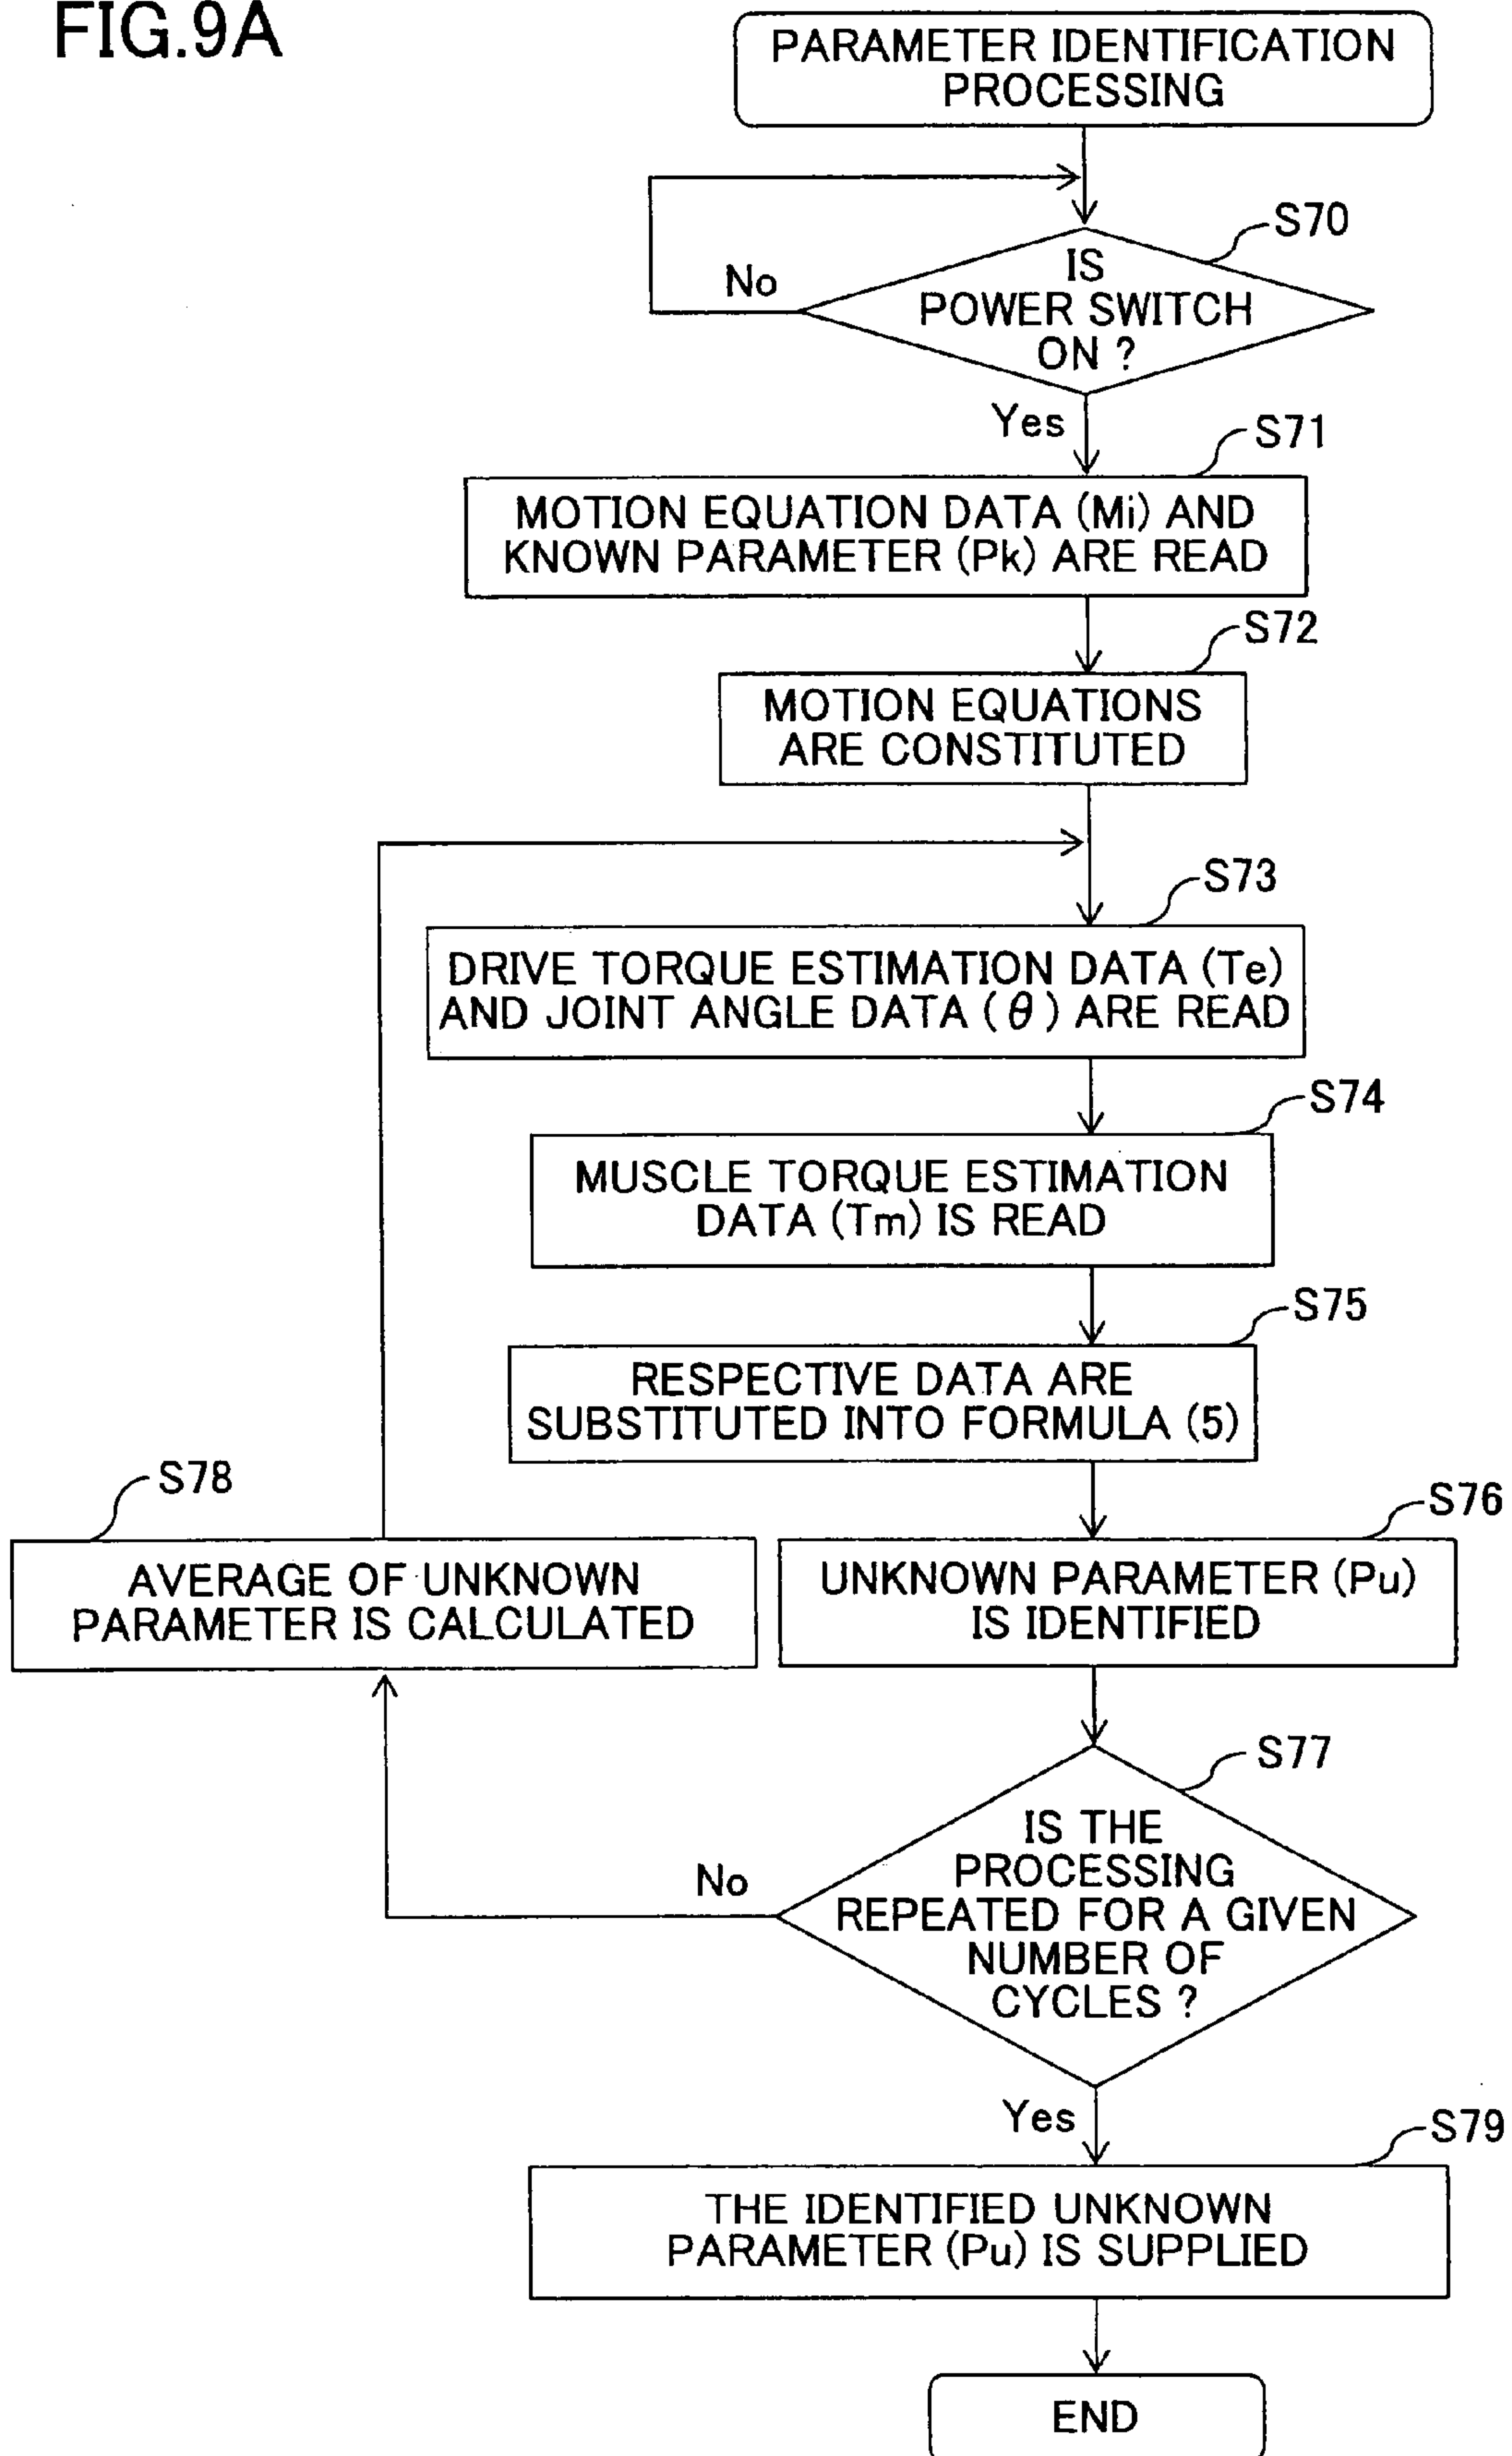 FIG.9A
PARAMETER IDENTIFICATION
PROCESSING
S70
IS
POWER SWITCH
ON ?
No
Yes
S71
MOTION EQUATION DATA (Mi) AND
KNOWN PARAMETER (Pk) ARE READ
S72
MOTION EQUATIONS
ARE CONSTITUTED
S73
DRIVE TORQUE ESTIMATION DATA (Te)
AND JOINT ANGLE DATA (θ) ARE READ
S74
MUSCLE TORQUE ESTIMATION
DATA (Tm) IS READ
S75
RESPECTIVE DATA ARE
SUBSTITUTED INTO FORMULA (5)
S78
AVERAGE OF UNKNOWN
PARAMETER IS CALCULATED
S76
UNKNOWN PARAMETER (Pu)
IS IDENTIFIED
S77
IS THE
PROCESSING
REPEATED FOR A GIVEN
NUMBER OF
CYCLES ?
No
Yes
S79
THE IDENTIFIED UNKNOWN
PARAMETER (Pu) IS SUPPLIED
END